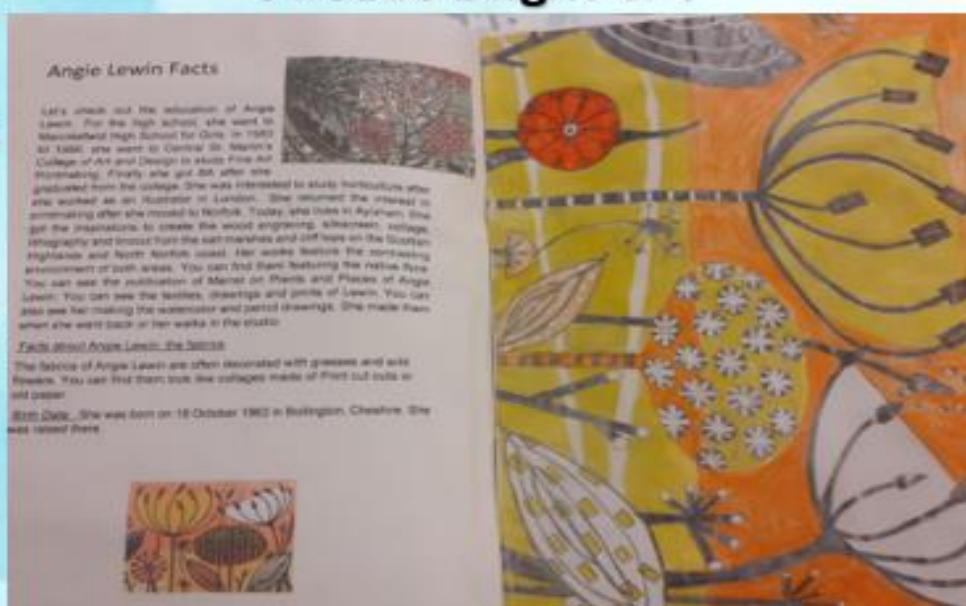 Angie Lewin Facts
Let's check out the education of Angie
Lewin. For the high school, she went to
Macclesfield High School for Girls. In 1983
to 1986, she went to Central St. Martin's
College of Art and Design to study Fine Art
Printmaking. Finally she got BA after she
graduated from the college. She was interested to study horticulture after
she worked as an illustrator in London. She returned the interest in
printmaking after she moved to Norfolk. Today, she lives in Aylsham. She
got the inspirations to create the wood engraving, silkscreen, collage,
lithography and linocut from the salt marshes and cliff tops on the Scottish
Highlands and North Norfolk coast. Her works feature the contrasting
environment of both areas. You can find them featuring the native flora.
You can see the publication of Merrell on Plants and Places of Angie
Lewin. You can see the textiles, drawings and prints of Lewin. You can
also see her making the watercolor and pencil drawings. She made them
when she went back or her walks in the studio.
Facts about Angie Lewin: the fabrics
The fabrics of Angie Lewin are often decorated with grasses and wild
flowers. You can find them look like collages made of Print cut outs or
old paper.
Birth Date: She was born on 18 October 1963 in Bollington, Cheshire. She
was raised there.